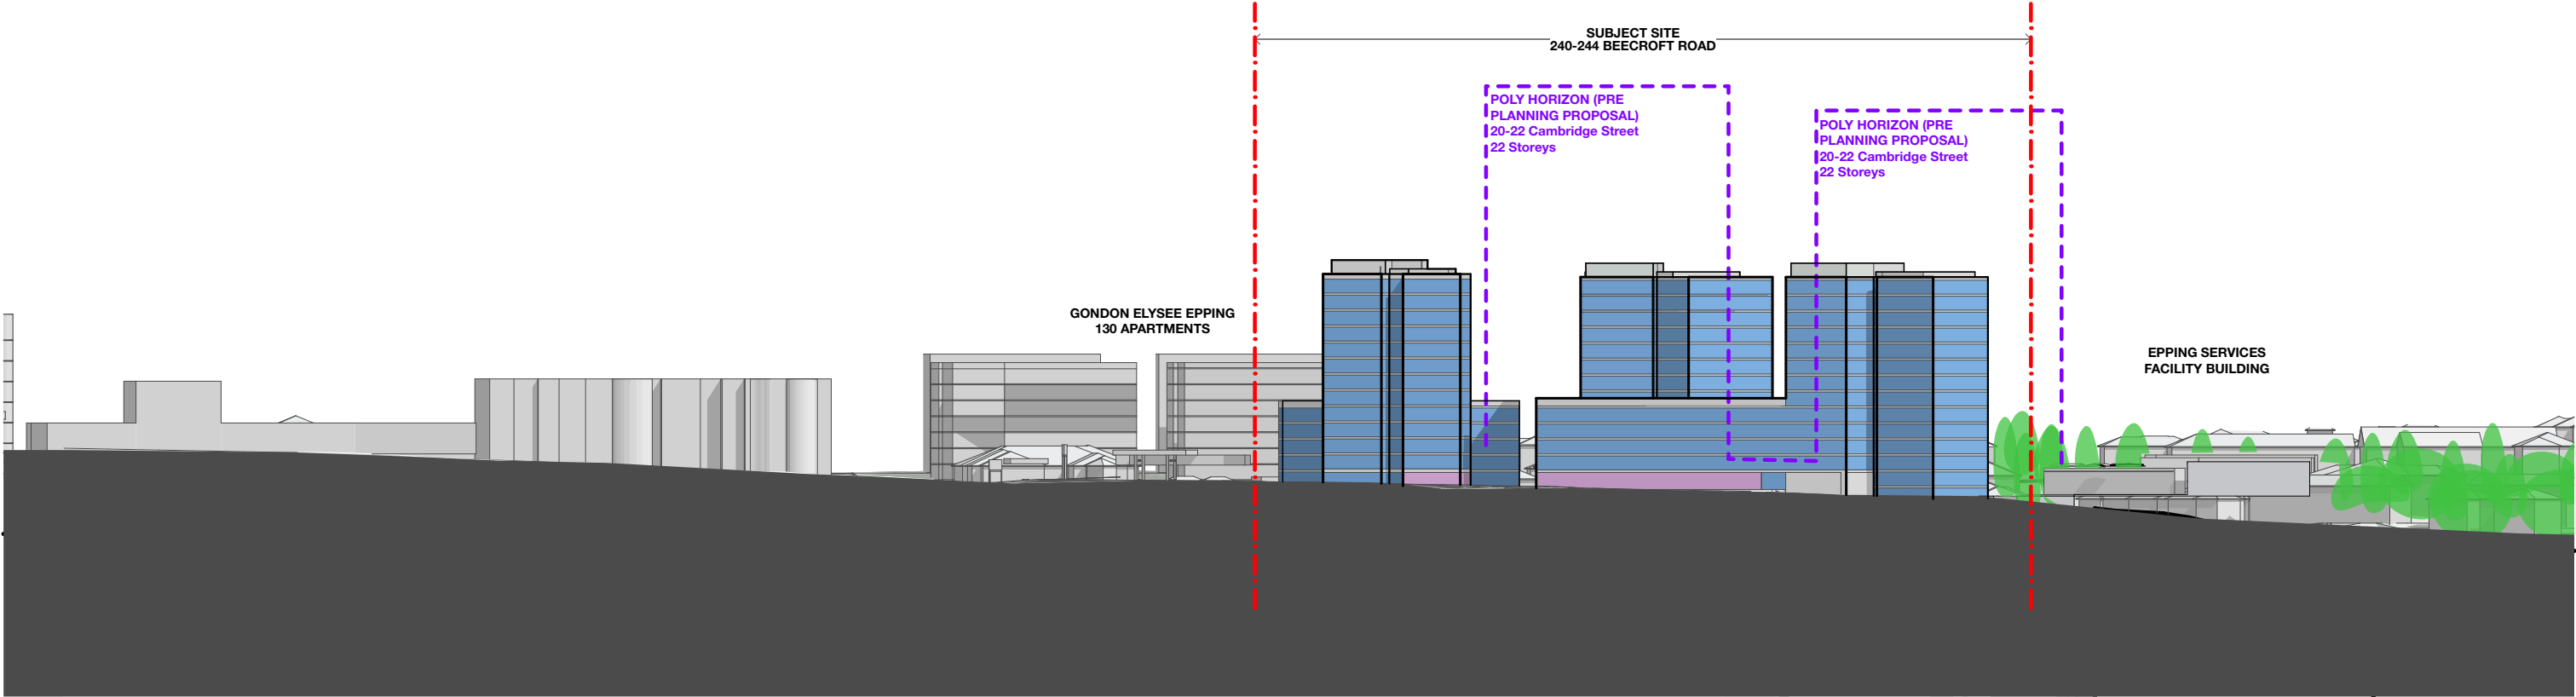 SUBJECT SITE
240-244 BEECROFT ROAD
POLY HORIZON (PRE
PLANNING PROPOSAL)
20-22 Cambridge Street
22 Storeys
POLY HORIZON (PRE
PLANNING PROPOSAL)
20-22 Cambridge Street
22 Storeys
GONDON ELYSEE EPPING
130 APARTMENTS
EPPING SERVICES
FACILITY BUILDING